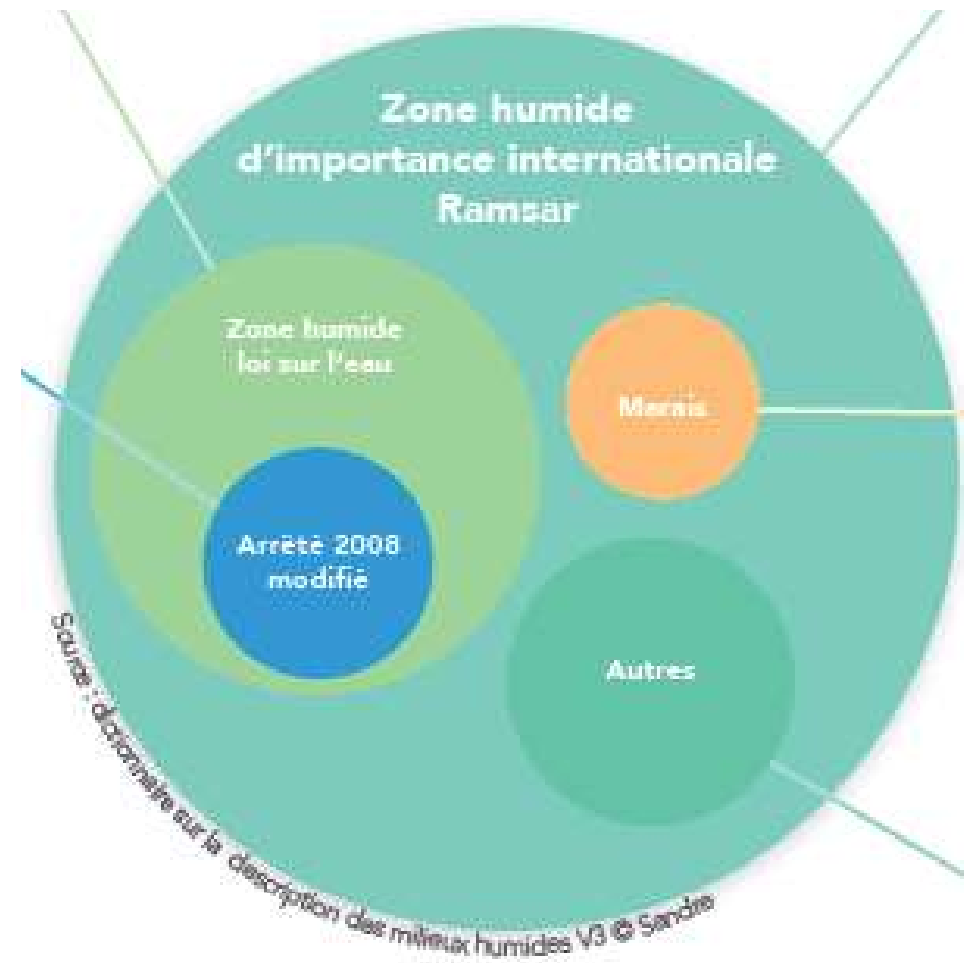 Zone humide
d'importance internationale
Ramsar
Zone humide
loi sur l'eau
Marais
Arrêté 2008
modifié
Autres
Source : dictionnaire sur la description des milieux humides V3 © Sandre